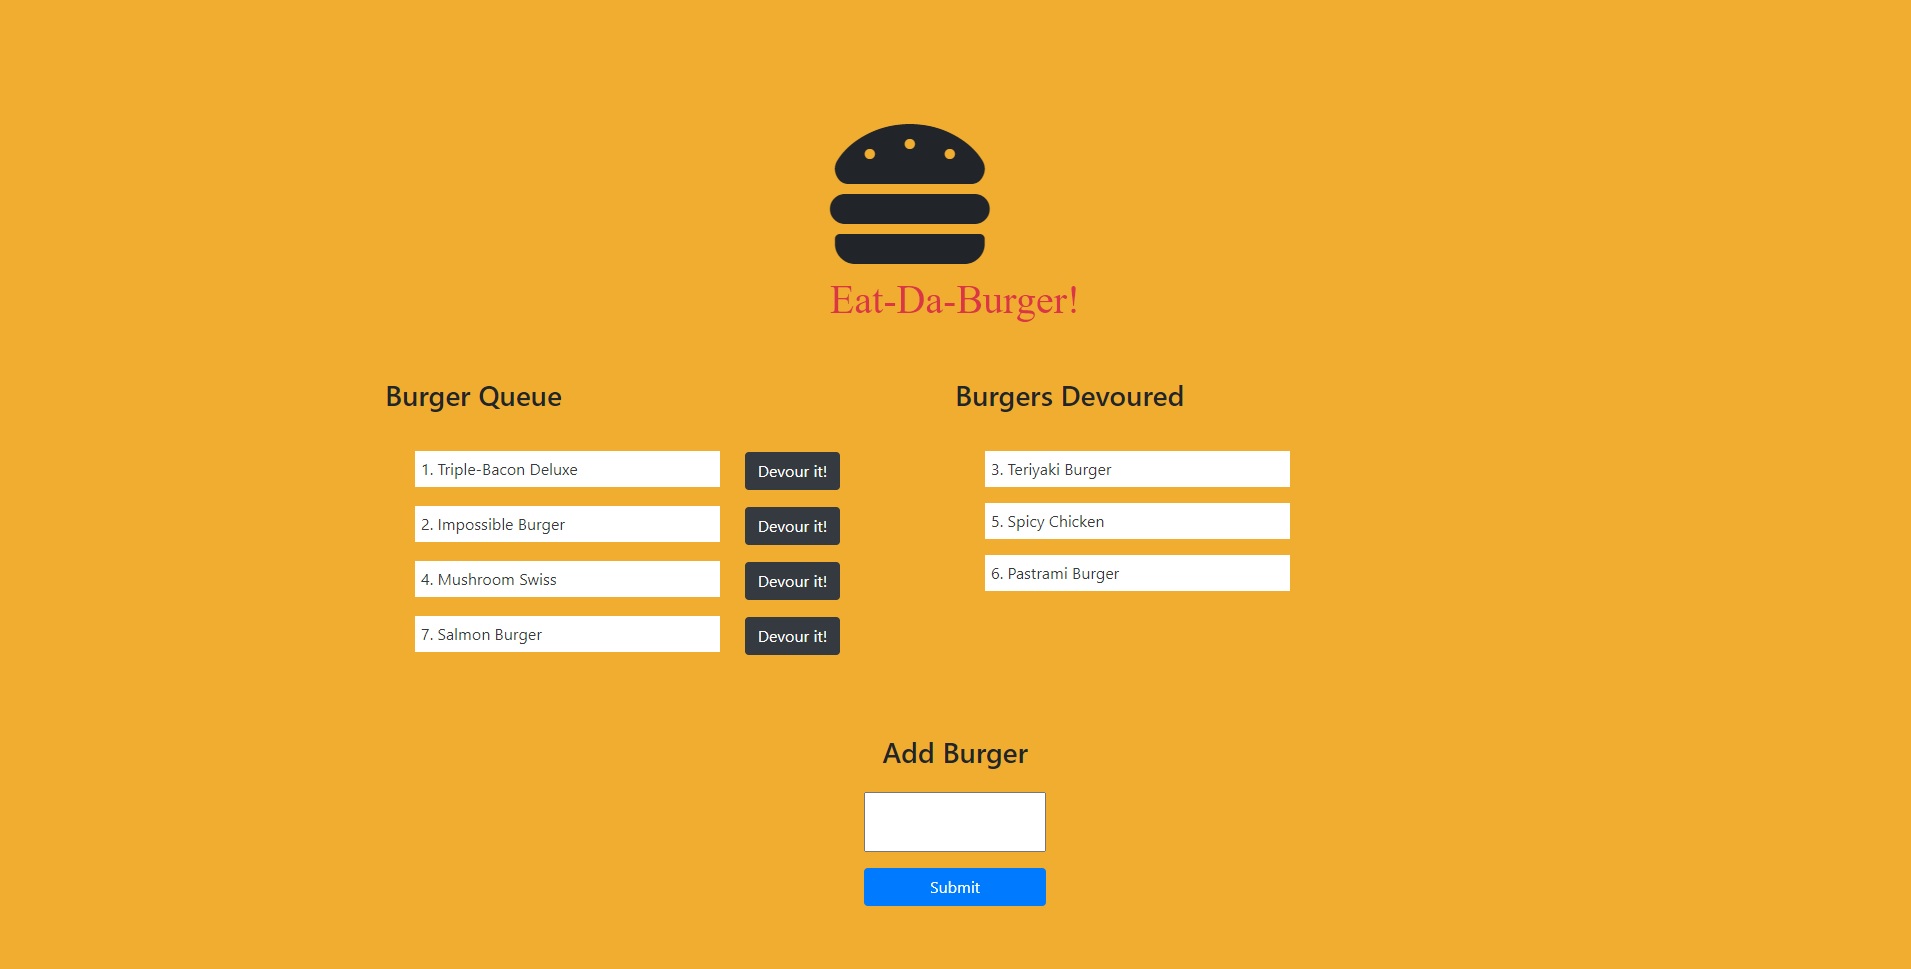 Eat-Da-Burger!
Burger Queue
1. Triple-Bacon Deluxe
Devour it!
2. Impossible Burger
Devour it!
4. Mushroom Swiss
Devour it!
7. Salmon Burger
Devour it!
Burgers Devoured
3. Teriyaki Burger
5. Spicy Chicken
6. Pastrami Burger
Add Burger
Submit